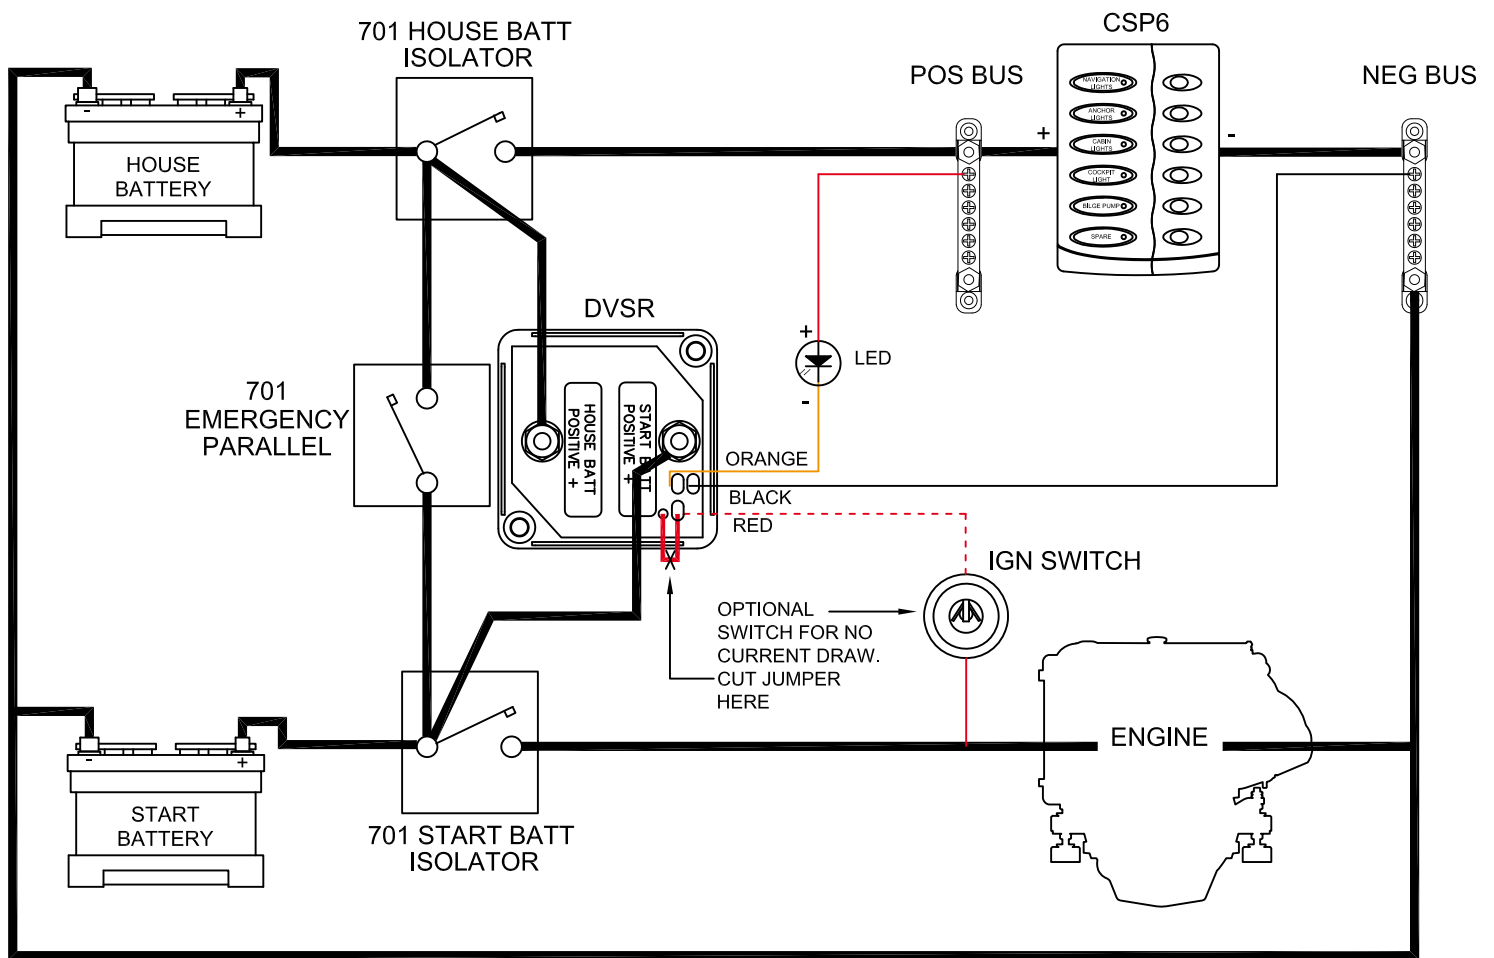 701 HOUSE BATT
ISOLATOR
CSP6
POS BUS
NEG BUS
NAVIGATION
LIGHTS
ANCHOR
LIGHTS
CABIN
LIGHTS
COCKPIT
LIGHT
BILGE PUMP
SPARE
+
-
-
+
HOUSE
BATTERY
DVSR
+
LED
-
701
EMERGENCY
PARALLEL
HOUSE BATT
POSITIVE +
START BATT
POSITIVE +
ORANGE
BLACK
RED
IGN SWITCH
OPTIONAL
SWITCH FOR NO
CURRENT DRAW.
CUT JUMPER
HERE
ENGINE
-
+
START
BATTERY
701 START BATT
ISOLATOR